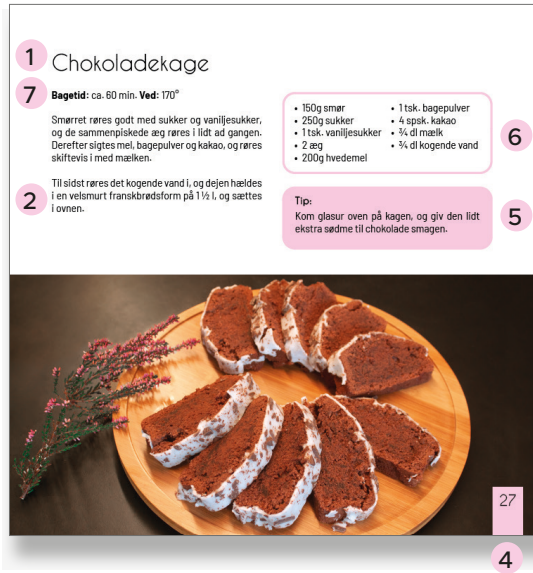 1
Chokoladekage
7
Bagetid: ca. 60 min. Ved: 170°
Smørret røres godt med sukker og vaniljesukker,
og de sammenpiskede æg røres i lidt ad gangen.
Derefter sigtes mel, bagepulver og kakao, og røres
skiftevis i med mælken.
2
Til sidst røres det kogende vand i, og dejen hældes
i en velsmurt franskbrødsform på 1 ½ l, og sættes
i ovnen.
• 150g smør
• 250g sukker
• 1 tsk. vaniljesukker
• 2 æg
• 200g hvedemel
• 1 tsk. bagepulver
• 4 spsk. kakao
• ¾ dl mælk
• ¾ dl kogende vand
6
Tip:
Kom glasur oven på kagen, og giv den lidt
ekstra sødme til chokolade smagen.
5
27
4